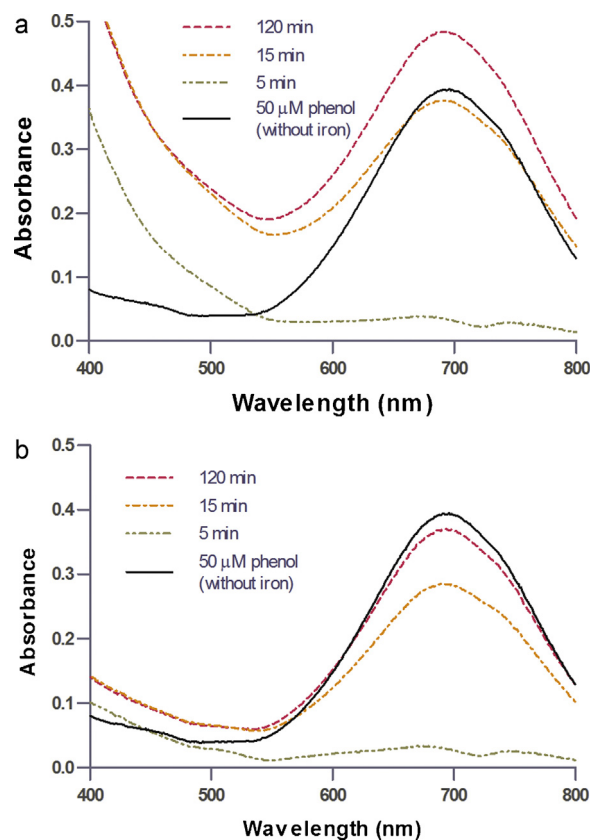 a
Absorbance
0.5
0.4
0.3
0.2
0.1
0.0
120 min
15 min
5 min
50 μM phenol
(without iron)
400 500 600 700 800
Wavelength (nm)
b
Absorbance
0.5
0.4
0.3
0.2
0.1
0.0
120 min
15 min
5 min
50 μM phenol
(without iron)
400 500 600 700 800
Wavelength (nm)